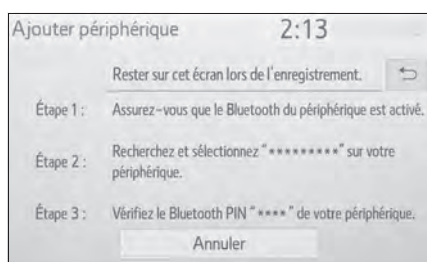 Ajouter périphérique 2:13
Rester sur cet écran lors de l'enregistrement.
Étape 1 : Assurez-vous que le Bluetooth du périphérique est activé.
Étape 2 : Recherchez et sélectionnez "*********" sur votre
périphérique.
Étape 3 : Vérifiez le Bluetooth PIN "****" de votre périphérique.
Annuler